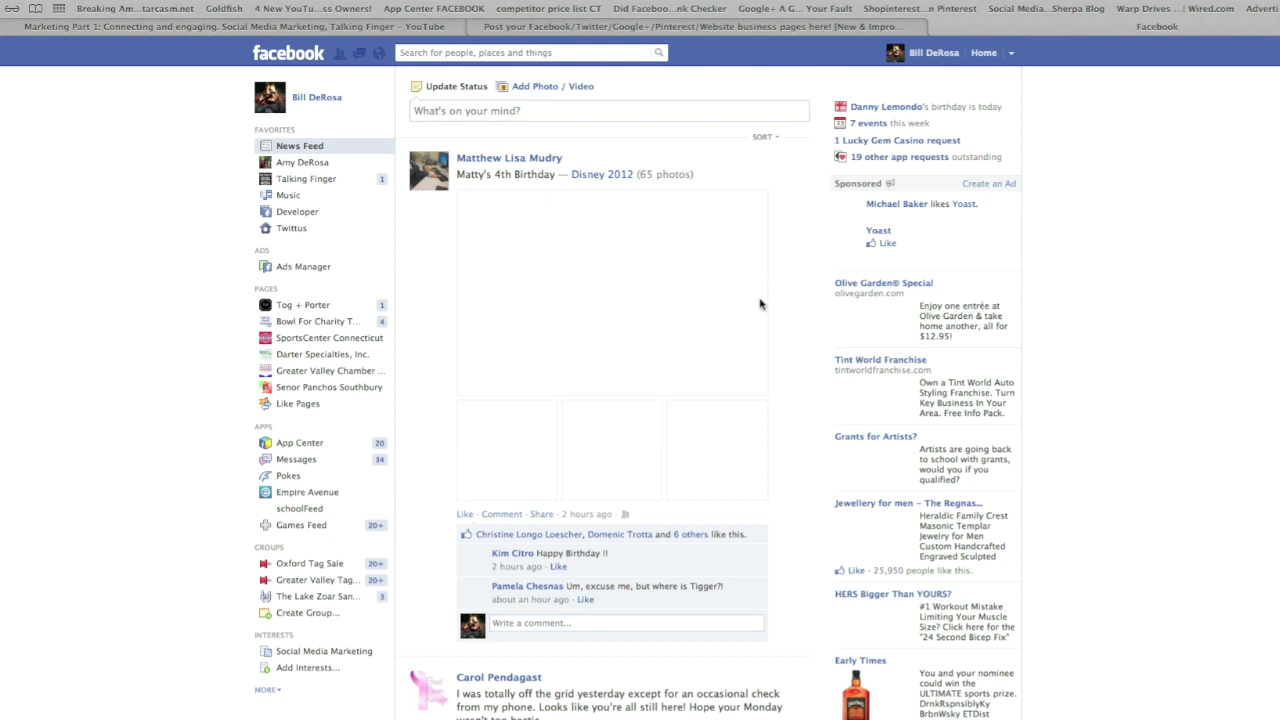 Breaking Am...tarcasm.net Goldfish 4 New YouTu...ss Owners! App Center FACEBOOK competitor price list CT Did Faceboo...nk Checker Google+ A G... Your Fault Shopinterest...n Pinterest Social Media..Sherpa Blog Warp Drives ...| Wired.com Adverti
Marketing Part 1: Connecting and engaging. Social Media Marketing, Talking Finger – YouTube
Post your Facebook/Twitter/Google+/Pinterest/Website business pages here! [New & Impro...
Facebook
facebook
Search for people, places and things
Bill DeRosa Home
Bill DeRosa
FAVORITES
News Feed
Amy DeRosa
Talking Finger 1
Music
Developer
Twittus
ADS
Ads Manager
PAGES
Tog + Porter 1
Bowl For Charity T... 4
SportsCenter Connecticut
Darter Specialties, Inc.
Greater Valley Chamber ...
Senor Panchos Southbury
Like Pages
APPS
App Center 20
Messages 34
Pokes
Empire Avenue
schoolFeed
Games Feed 20+
GROUPS
Oxford Tag Sale 20+
Greater Valley Tag... 20+
The Lake Zoar San... 3
Create Group...
INTERESTS
Social Media Marketing
Add Interests...
MORE
Update Status Add Photo / Video
What's on your mind?
SORT
Matthew Lisa Mudry
Matty's 4th Birthday — Disney 2012 (65 photos)
Like · Comment · Share · 2 hours ago ·
Christine Longo Loescher, Domenic Trotta and 6 others like this.
Kim Citro Happy Birthday !!
2 hours ago · Like
Pamela Chesnas Um, excuse me, but where is Tigger?!
about an hour ago · Like
Write a comment...
Carol Pendagast
I was totally off the grid yesterday except for an occasional check
from my phone. Looks like you're all still here! Hope your Monday
Danny Lemondo's birthday is today
7 events this week
1 Lucky Gem Casino request
19 other app requests outstanding
Sponsored Create an Ad
Michael Baker likes Yoast.
Yoast
Like
Olive Garden® Special
olivegarden.com
Enjoy one entrée at
Olive Garden & take
home another, all for
$12.95!
Tint World Franchise
tintworldfranchise.com
Own a Tint World Auto
Styling Franchise. Turn
Key Business In Your
Area. Free Info Pack.
Grants for Artists?
Artists are going back
to school with grants,
would you if you
qualified?
Jewellery for men – The Regnas...
Heraldic Family Crest
Masonic Templar
Jewelry for Men
Custom Handcrafted
Engraved Sculpted
Like · 25,950 people like this.
HERS Bigger Than YOURS?
#1 Workout Mistake
Limiting Your Muscle
Size? Click here for the
"24 Second Bicep Fix"
Early Times
You and your nominee
could win the
ULTIMATE sports prize.
DrnkRspnsiblyKy
BrbnWsky ETDist